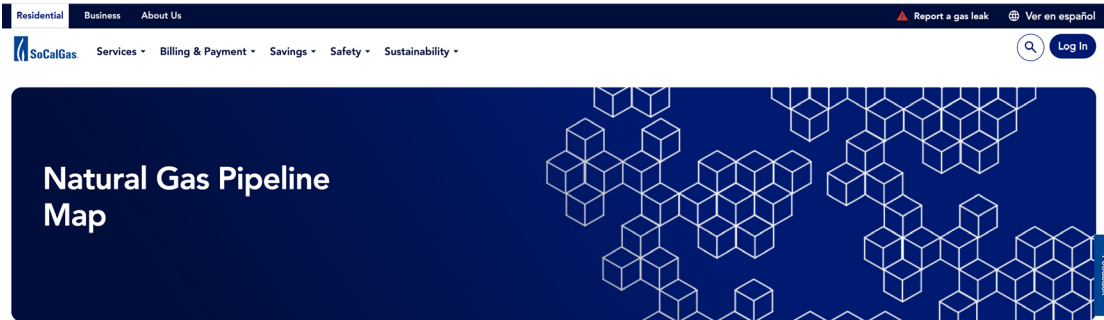 Residential Business About Us Report a gas leak Ver en español
SoCalGas. Services Billing & Payment Savings Safety Sustainability Log In
Natural Gas Pipeline
Map